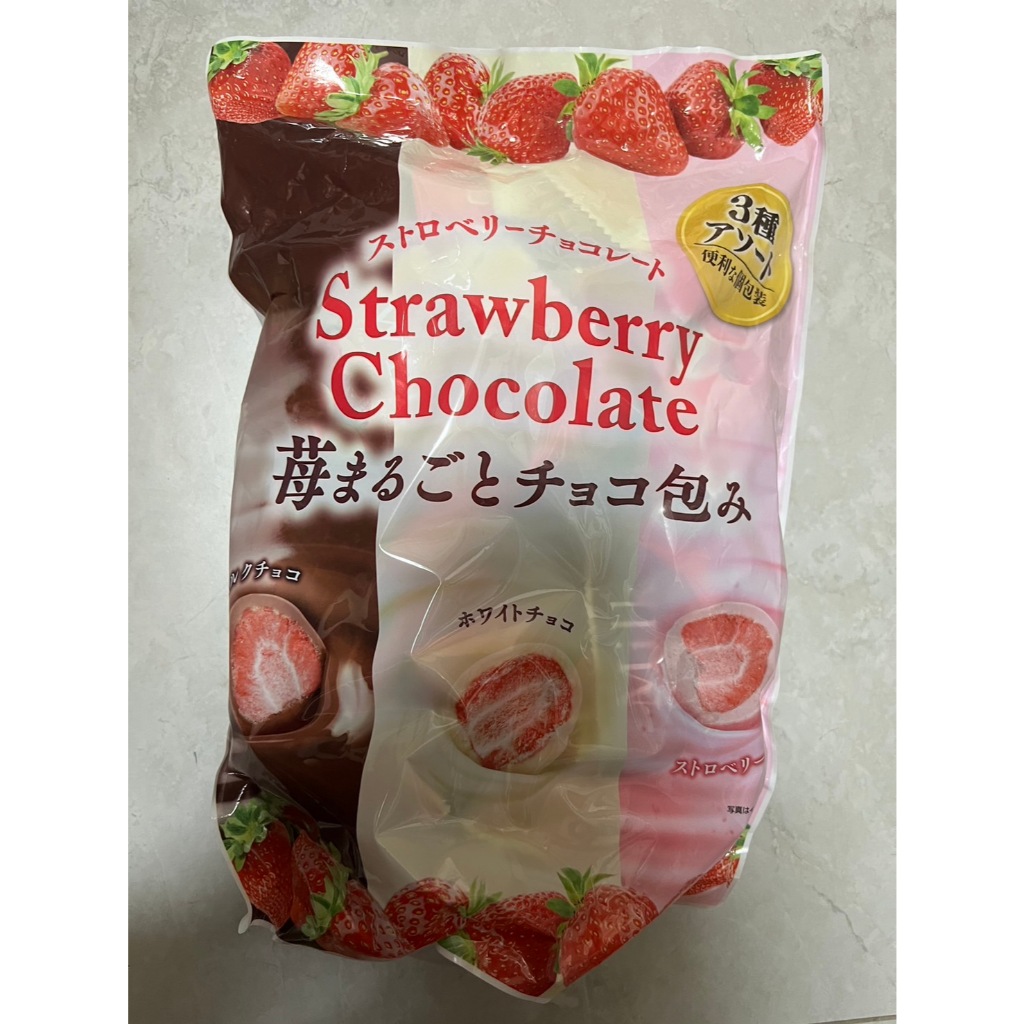 ストロベリーチョコレート
3種
アソート
便利な個包装
Strawberry
Chocolate
苺まるごとチョコ包み
ルクチョコ
ホワイトチョコ
ストロベリー
写真は